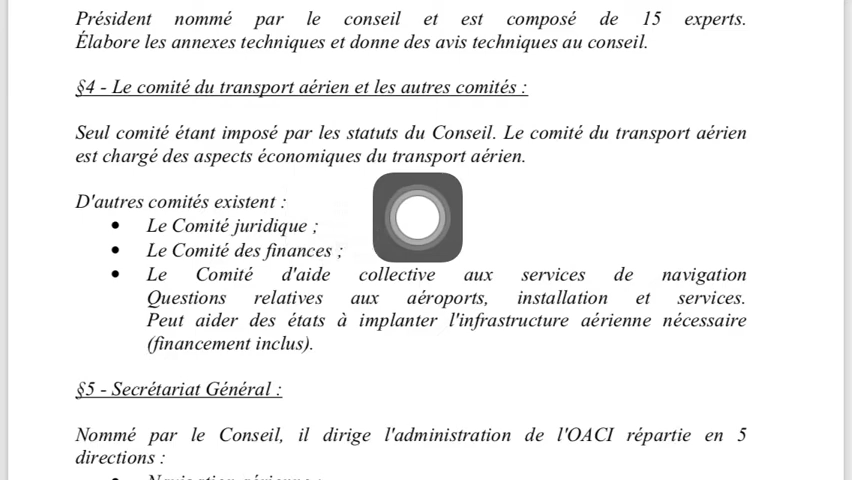 Président nommé par le conseil et est composé de 15 experts.
Élabore les annexes techniques et donne des avis techniques au conseil.
§4 - Le comité du transport aérien et les autres comités :
Seul comité étant imposé par les statuts du Conseil. Le comité du transport aérien
est chargé des aspects économiques du transport aérien.
D'autres comités existent :
• Le Comité juridique ;
• Le Comité des finances ;
• Le Comité d'aide collective aux services de navigation
Questions relatives aux aéroports, installation et services.
Peut aider des états à implanter l'infrastructure aérienne nécessaire
(financement inclus).
§5 - Secrétariat Général :
Nommé par le Conseil, il dirige l'administration de l'OACI répartie en 5
directions :
• Navigation aérienne ;